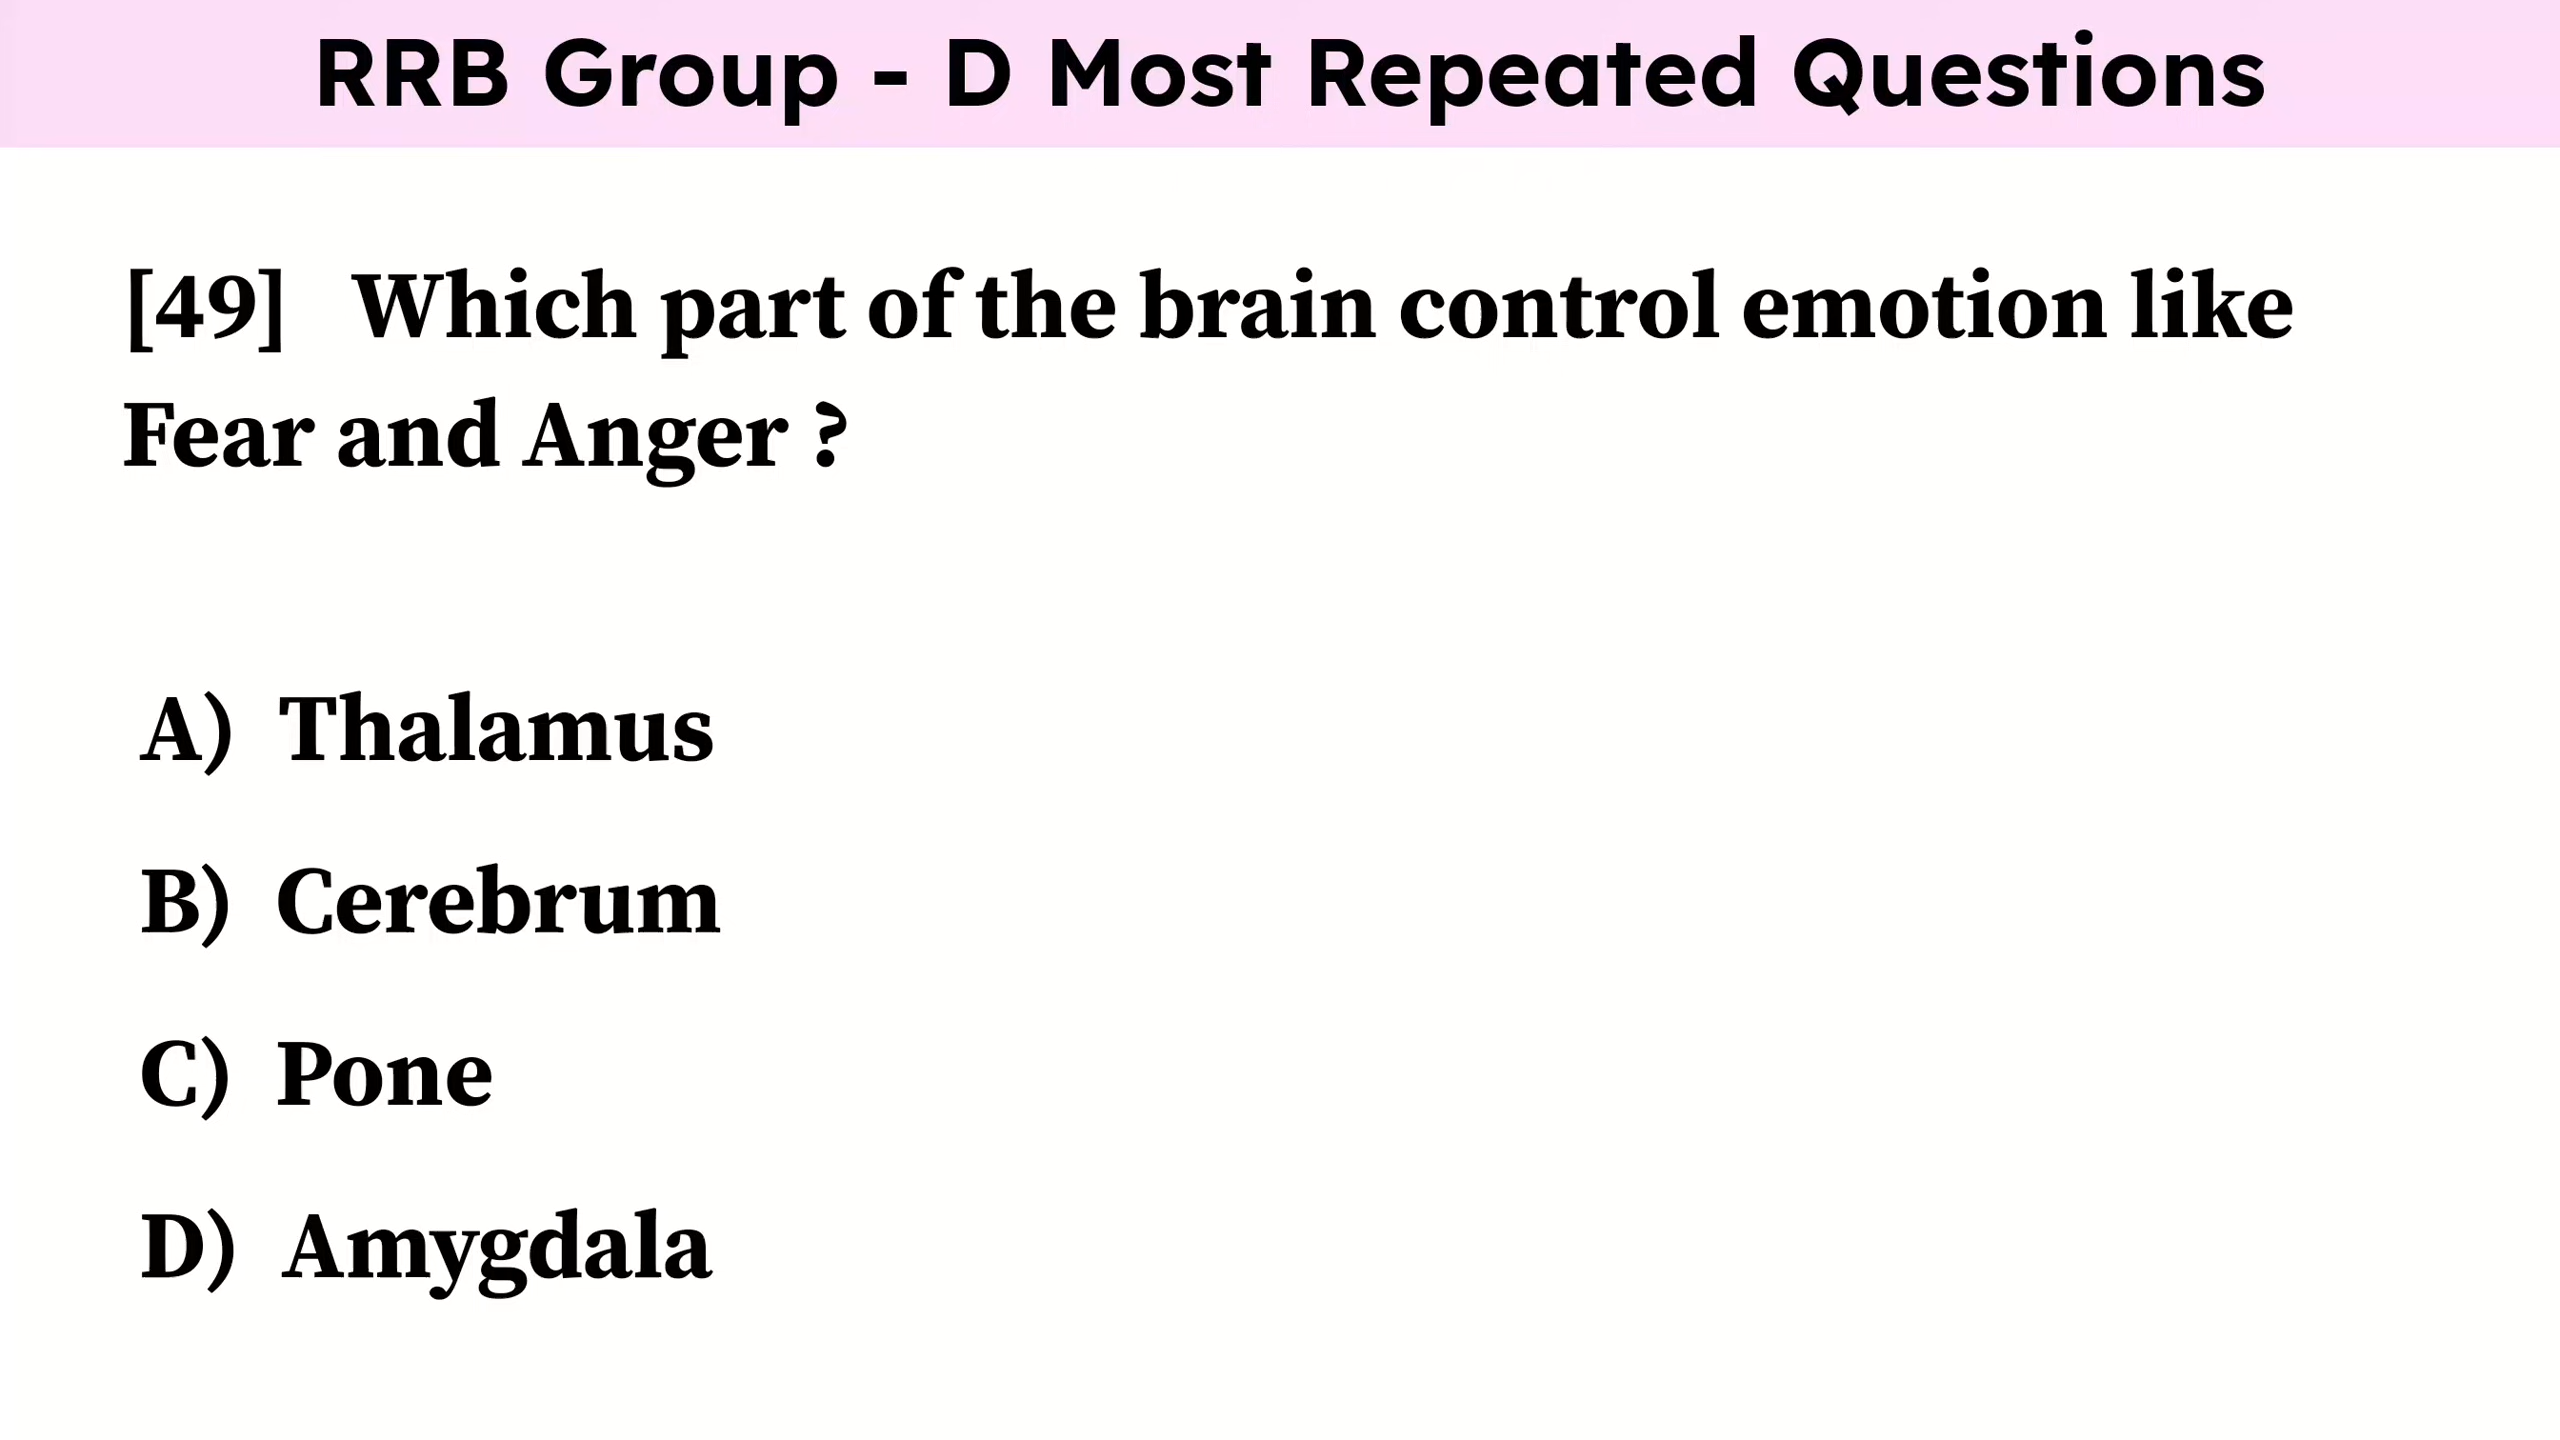 RRB Group - D Most Repeated Questions
[49] Which part of the brain control emotion like
Fear and Anger ?
A) Thalamus
B) Cerebrum
C) Pone
D) Amygdala